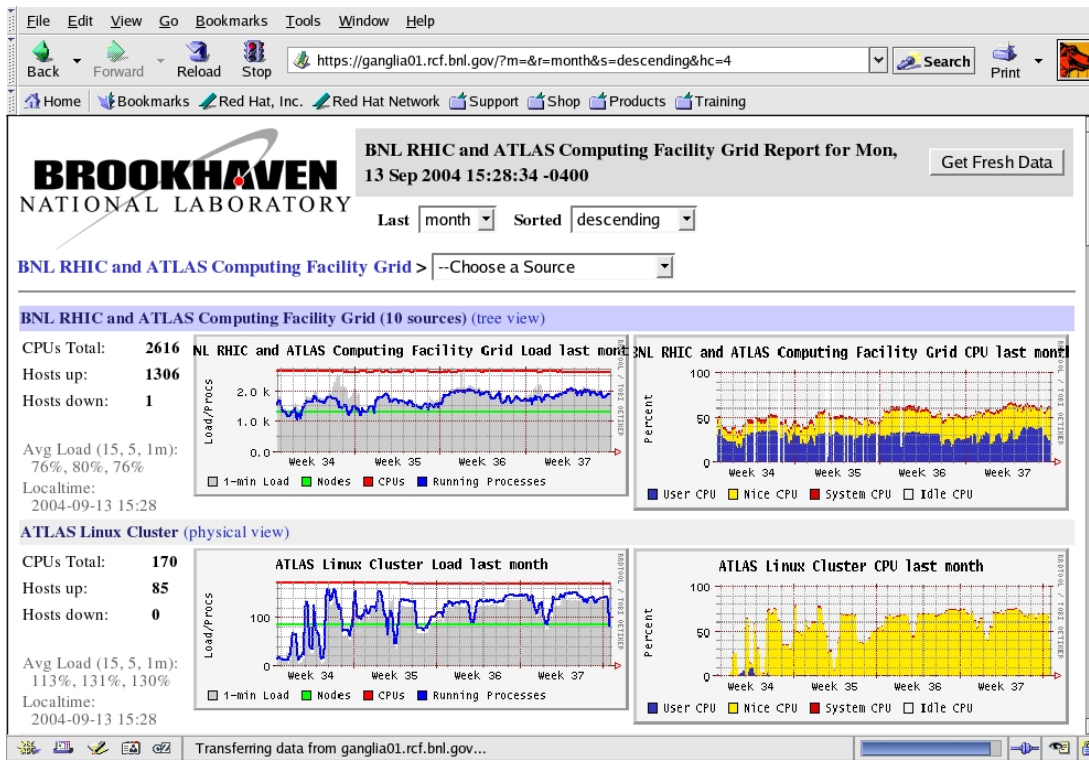 File Edit View Go Bookmarks Tools Window Help
Back Forward Reload Stop https://ganglia01.rcf.bnl.gov/?m=&r=month&s=descending&hc=4 Search Print
Home Bookmarks Red Hat, Inc. Red Hat Network Support Shop Products Training
BROOKHAVEN
NATIONAL LABORATORY
BNL RHIC and ATLAS Computing Facility Grid Report for Mon,
13 Sep 2004 15:28:34 -0400
Get Fresh Data
Last month Sorted descending
BNL RHIC and ATLAS Computing Facility Grid > --Choose a Source
BNL RHIC and ATLAS Computing Facility Grid (10 sources) (tree view)
CPUs Total: 2616
Hosts up: 1306
Hosts down: 1
Avg Load (15, 5, 1m):
76%, 80%, 76%
Localtime:
2004-09-13 15:28
NL RHIC and ATLAS Computing Facility Grid Load last mont
Load/Procs
2.0 k
1.0 k
0.0
Week 34 Week 35 Week 36 Week 37
1-min Load Nodes CPUs Running Processes
RRDTOOL / TOBI OETIKER
BNL RHIC and ATLAS Computing Facility Grid CPU last mont
Percent
100
50
0
Week 34 Week 35 Week 36 Week 37
User CPU Nice CPU System CPU Idle CPU
RRDTOOL / TOBI OETIKER
ATLAS Linux Cluster (physical view)
CPUs Total: 170
Hosts up: 85
Hosts down: 0
Avg Load (15, 5, 1m):
113%, 131%, 130%
Localtime:
2004-09-13 15:28
ATLAS Linux Cluster Load last month
Load/Procs
100
0
Week 34 Week 35 Week 36 Week 37
1-min Load Nodes CPUs Running Processes
RRDTOOL / TOBI OETIKER
ATLAS Linux Cluster CPU last month
Percent
100
50
0
Week 34 Week 35 Week 36 Week 37
User CPU Nice CPU System CPU Idle CPU
RRDTOOL / TOBI OETIKER
Transferring data from ganglia01.rcf.bnl.gov...